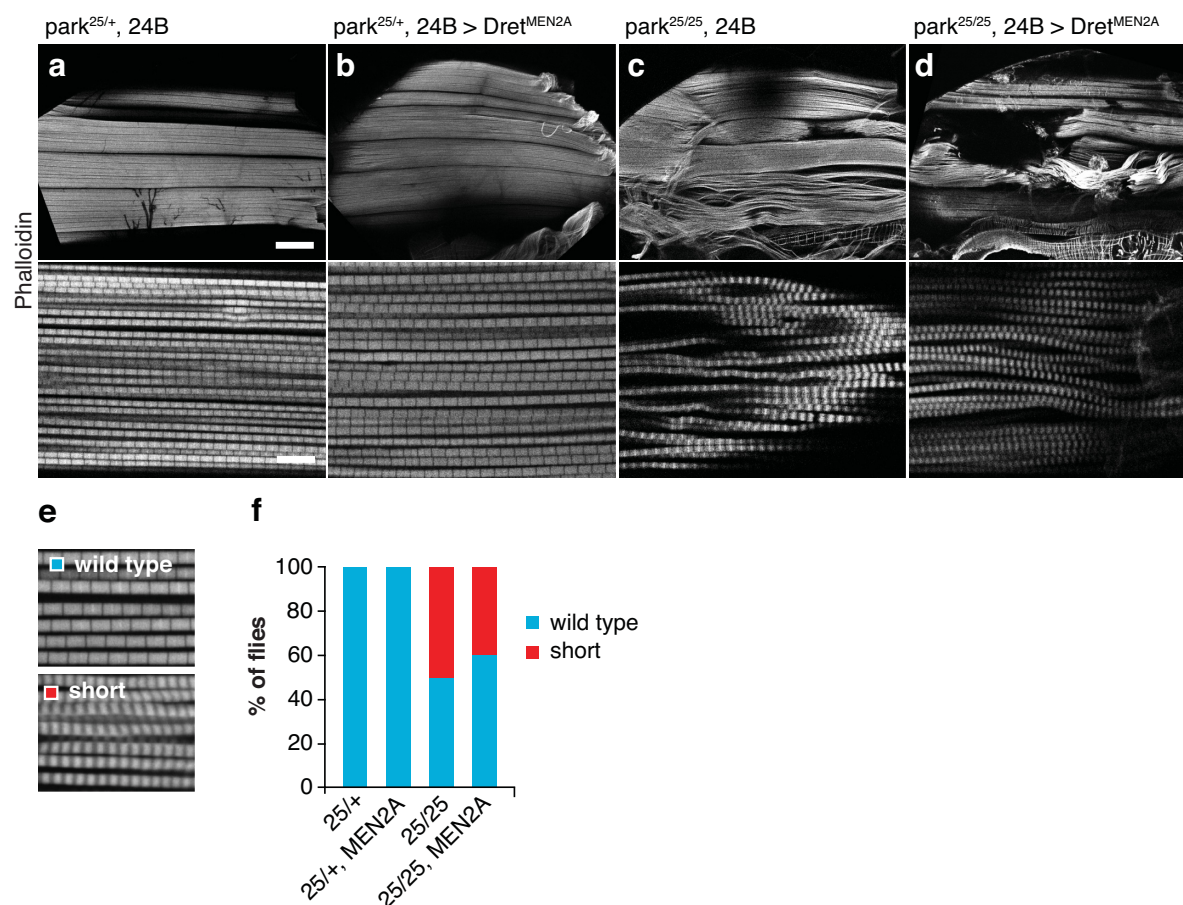 park25/+, 24B
park25/+, 24B > DretMEN2A
park25/25, 24B
park25/25, 24B > DretMEN2A
a
b
c
d
Phalloidin
e
f
wild type
short
100
80
60
40
20
0
% of flies
25/+
25/+, MEN2A
25/25
25/25, MEN2A
wild type
short